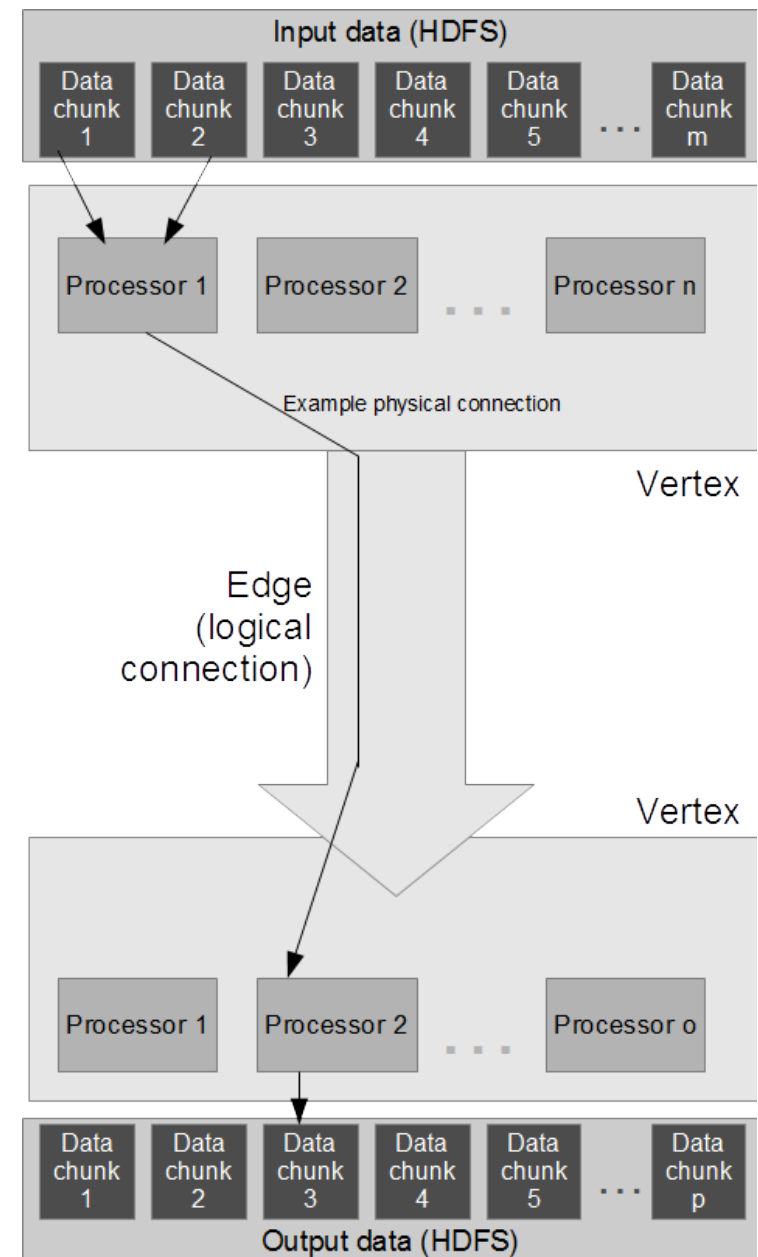 Input data (HDFS)
Data chunk 1
Data chunk 2
Data chunk 3
Data chunk 4
Data chunk 5
...
Data chunk m
Processor 1
Processor 2
...
Processor n
Example physical connection
Vertex
Edge
(logical
connection)
Vertex
Processor 1
Processor 2
...
Processor o
Data chunk 1
Data chunk 2
Data chunk 3
Data chunk 4
Data chunk 5
...
Data chunk p
Output data (HDFS)